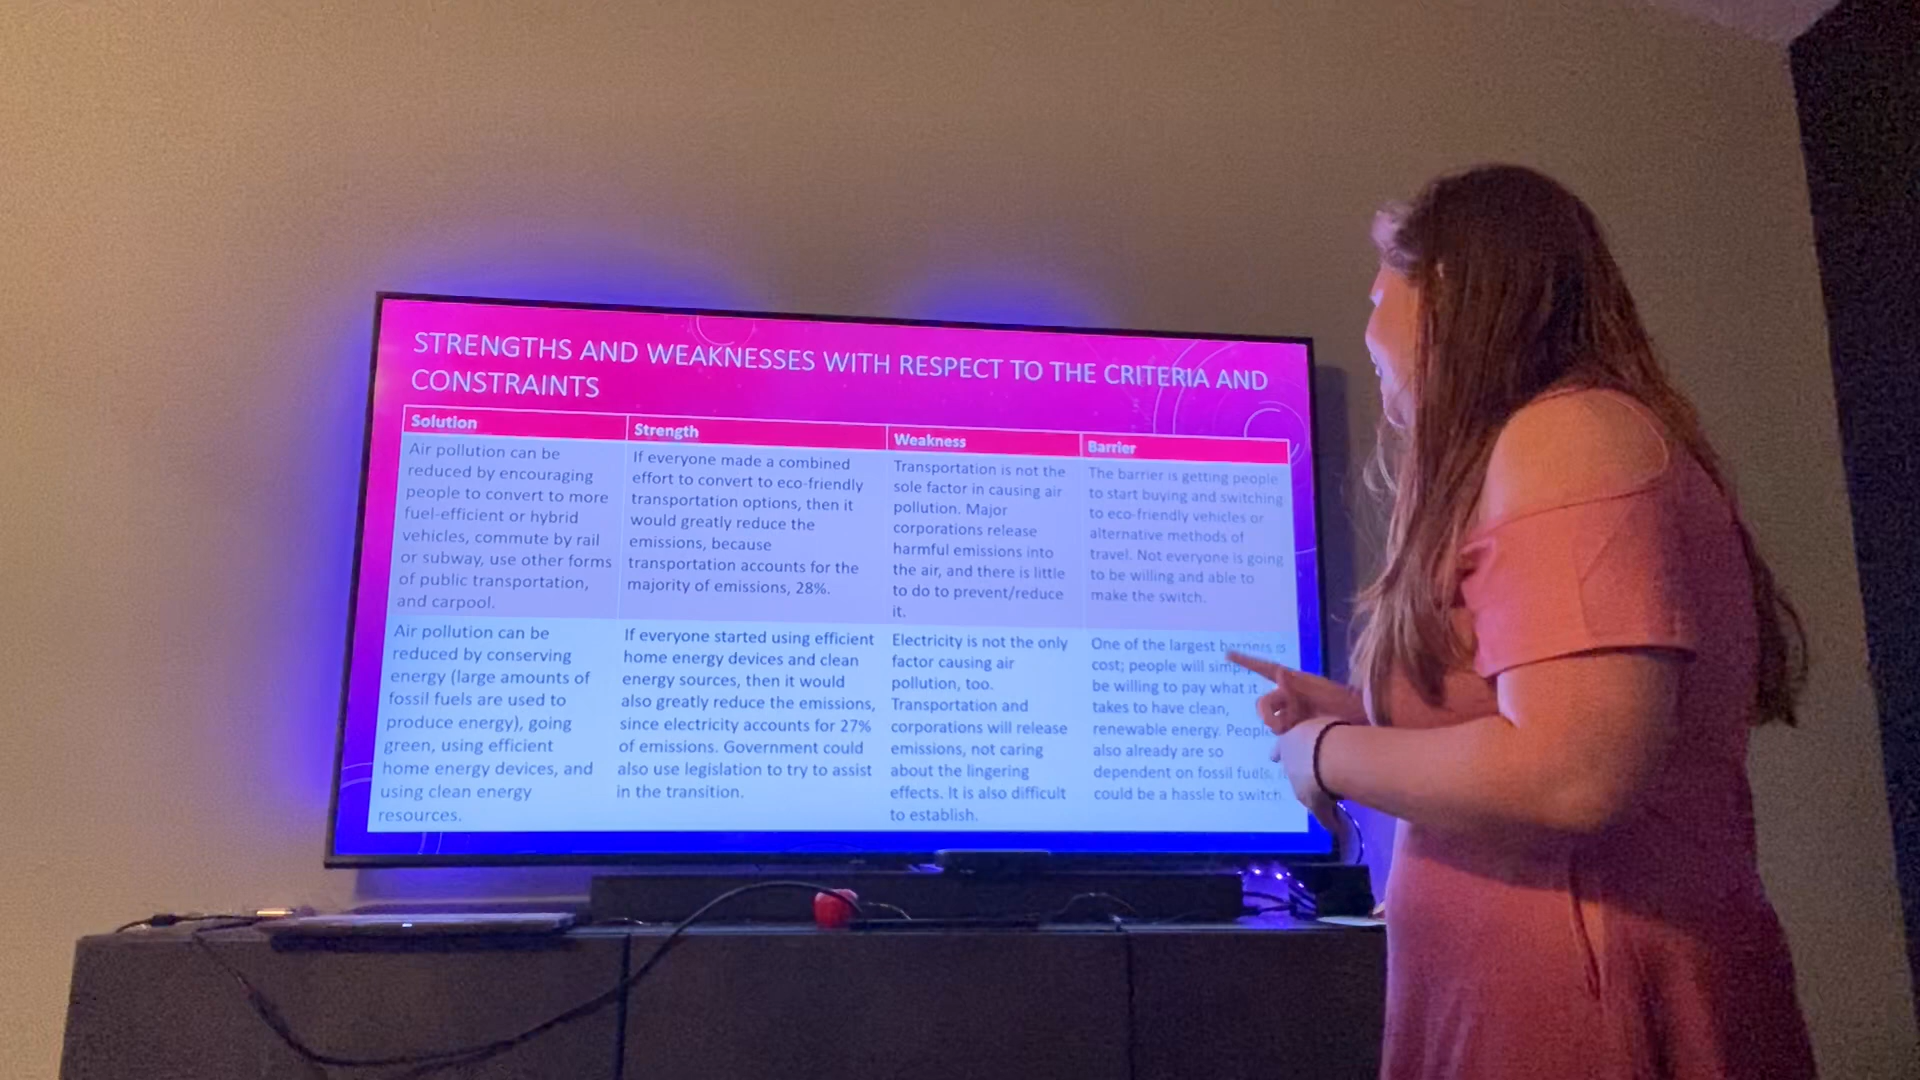 STRENGTHS AND WEAKNESSES WITH RESPECT TO THE CRITERIA AND
CONSTRAINTS
Solution
Strength
Weakness
Barrier
Air pollution can be
reduced by encouraging
people to convert to more
fuel-efficient or hybrid
vehicles, commute by rail
or subway, use other forms
of public transportation,
and carpool.
If everyone made a combined
effort to convert to eco-friendly
transportation options, then it
would greatly reduce the
emissions, because
transportation accounts for the
majority of emissions, 28%.
Transportation is not the
sole factor in causing air
pollution. Major
corporations release
harmful emissions into
the air, and there is little
to do to prevent/reduce
it.
The barrier is getting people
to start buying and switching
to eco-friendly vehicles or
alternative methods of
travel. Not everyone is going
to be willing and able to
make the switch.
Air pollution can be
reduced by conserving
energy (large amounts of
fossil fuels are used to
produce energy), going
green, using efficient
home energy devices, and
using clean energy
resources.
If everyone started using efficient
home energy devices and clean
energy sources, then it would
also greatly reduce the emissions,
since electricity accounts for 27%
of emissions. Government could
also use legislation to try to assist
in the transition.
Electricity is not the only
factor causing air
pollution, too.
Transportation and
corporations will release
emissions, not caring
about the lingering
effects. It is also difficult
to establish.
One of the largest barriers is
cost; people will
be willing to pay what it
takes to have clean,
renewable energy. People
also already are so
dependent on fossil fuels,
could be a hassle to switch